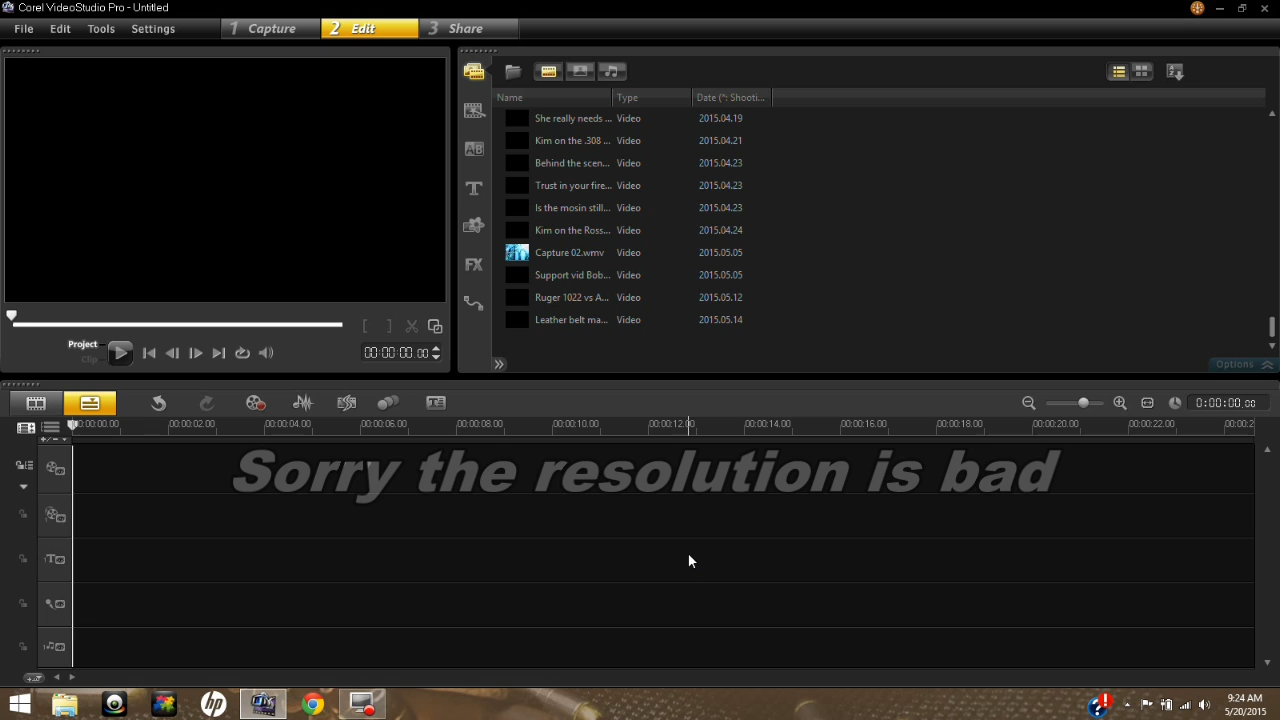 Corel VideoStudio Pro - Untitled
File Edit Tools Settings 1 Capture 2 Edit 3 Share
Name Type Date (*: Shooti...
She really needs ... Video 2015.04.19
Kim on the .308 ... Video 2015.04.21
Behind the scen... Video 2015.04.23
Trust in your fire... Video 2015.04.23
Is the mosin still... Video 2015.04.23
Kim on the Ross... Video 2015.04.24
Capture 02.wmv Video 2015.05.05
Support vid Bob... Video 2015.05.05
Ruger 1022 vs A... Video 2015.05.12
Leather belt ma... Video 2015.05.14
AB
T
FX
Project
Clip
00:00:00.00
Options
0:00:00.00
00:00:00.00 00:00:02.00 00:00:04.00 00:00:06.00 00:00:08.00 00:00:10.00 00:00:12.00 00:00:14.00 00:00:16.00 00:00:18.00 00:00:20.00 00:00:22.00 00:00:2
Sorry the resolution is bad
1T
hp
9:24 AM
5/20/2015